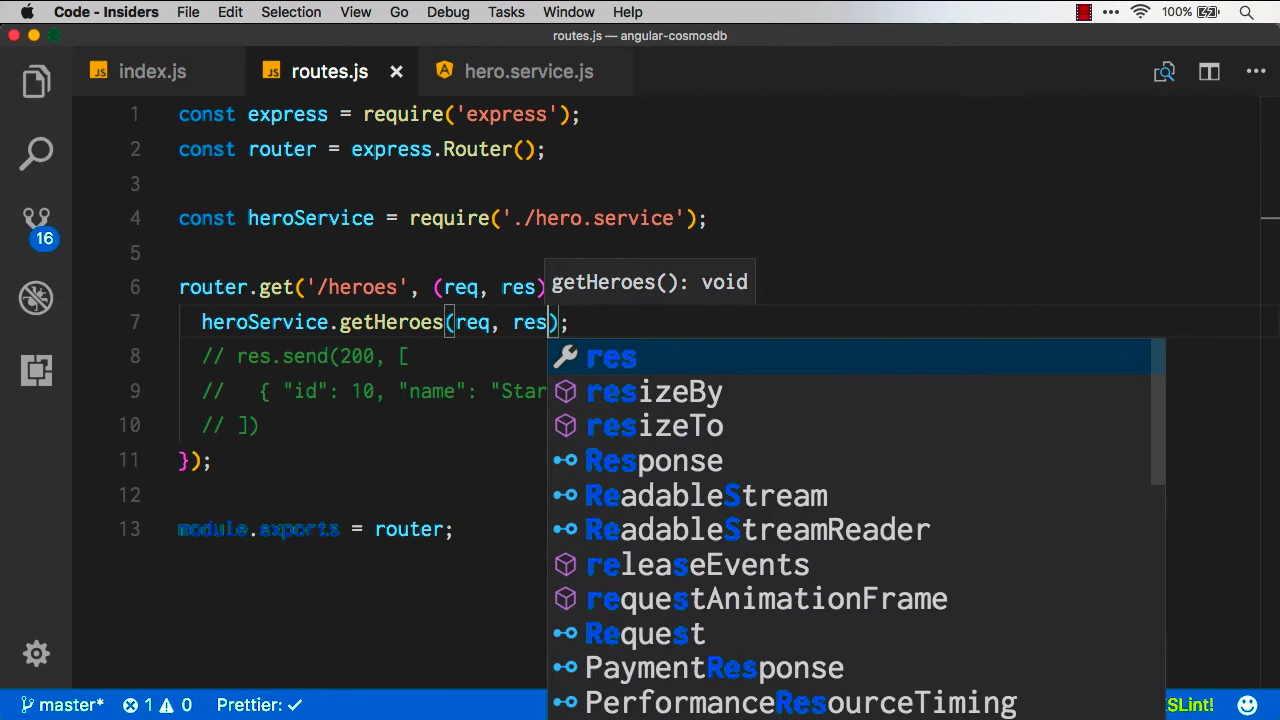 Code - Insiders File Edit Selection View Go Debug Tasks Window Help 100%
routes.js — angular-cosmosdb
JS index.js JS routes.js hero.service.js
1 const express = require('express');
2 const router = express.Router();
3
4 const heroService = require('./hero.service');
5
6 router.get('/heroes', (req, res)
getHeroes(): void
7 heroService.getHeroes(req, res);
8 // res.send(200, [
9 // { "id": 10, "name": "Star
10 // ])
11 });
12
13 module.exports = router;
res
resizeBy
resizeTo
Response
ReadableStream
ReadableStreamReader
releaseEvents
requestAnimationFrame
Request
PaymentResponse
PerformanceResourceTiming
16
master* 1 0 Prettier: ✓ SLint!